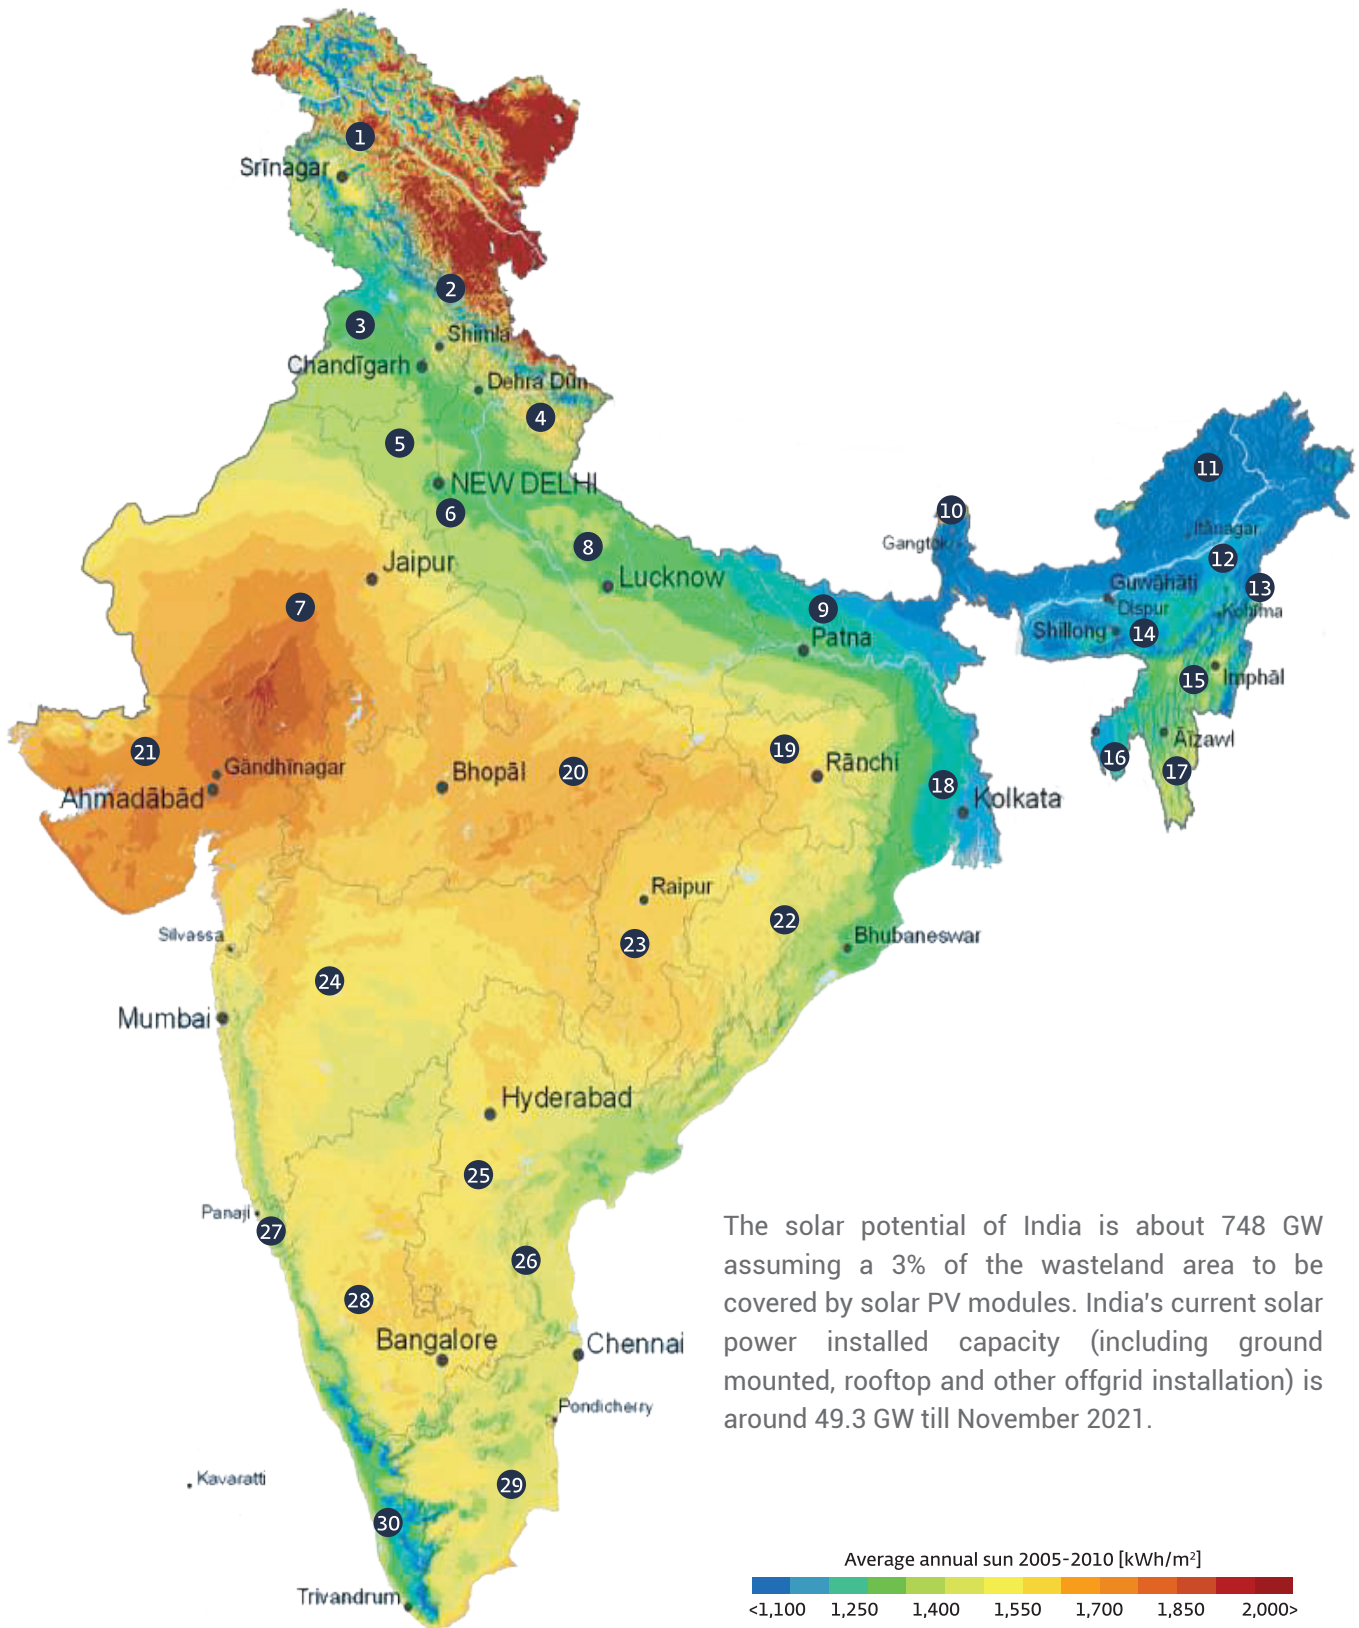 1
Srīnagar
2
3
Shimla
Chandīgarh
Dehra Dūn
4
5
NEW DELHI
6
11
10
Itānagar
Gangtok
8
12
Jaipur
Lucknow
Guwāhāti
13
7
9
Dispur
Kohīma
Patna
Shillong
14
Imphāl
15
Āīzawl
21
19
16
Gāndhīnagar
Bhopāl
20
Rānchī
17
Ahmadābād
18
Kolkata
Raipur
22
Silvassa
23
Bhubaneswar
24
Mumbai
Hyderabad
25
Panaji
27
26
28
Bangalore
Chennai
Pondicherry
Kavaratti
29
30
Trivandrum
The solar potential of India is about 748 GW
assuming a 3% of the wasteland area to be
covered by solar PV modules. India's current solar
power installed capacity (including ground
mounted, rooftop and other offgrid installation) is
around 49.3 GW till November 2021.
Average annual sun 2005-2010 [kWh/m²]
<1,100 1,250 1,400 1,550 1,700 1,850 2,000>